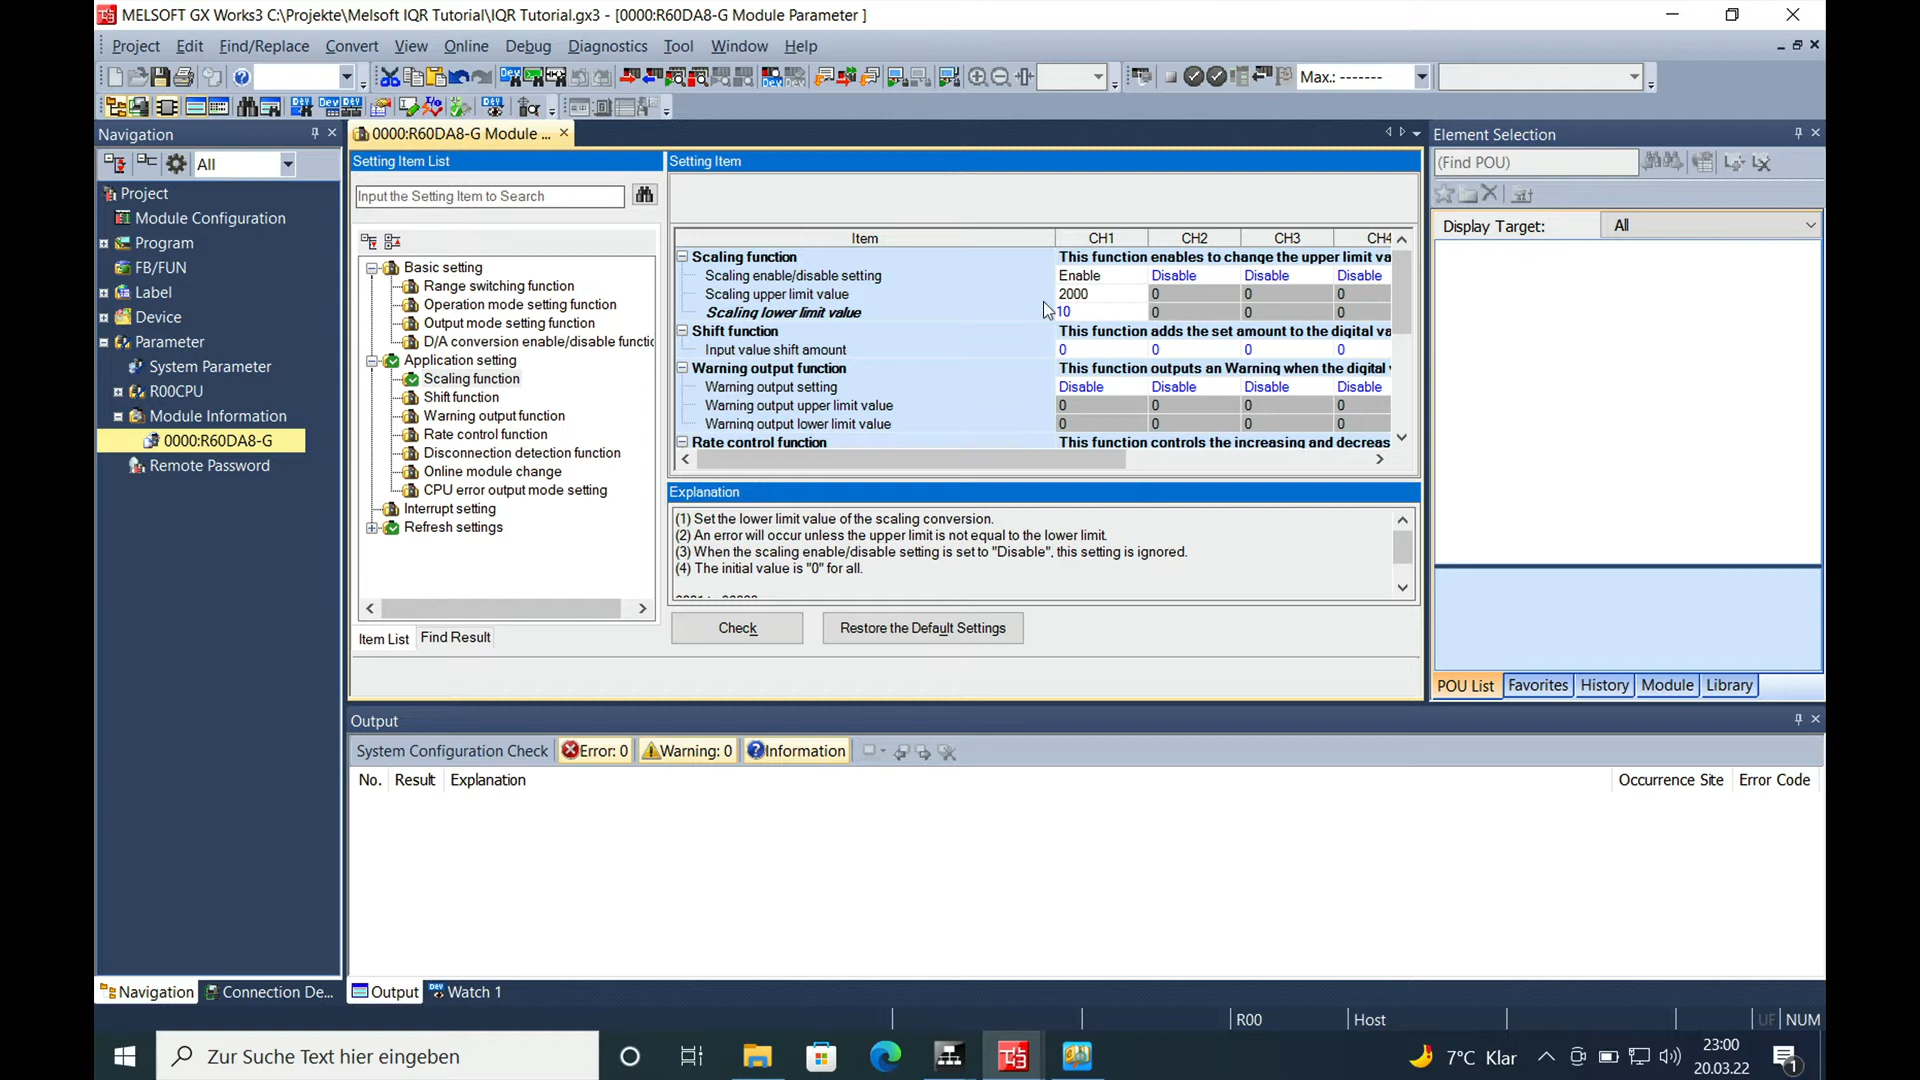 MELSOFT GX Works3 C:\Projekte\Melsoft IQR Tutorial\IQR Tutorial.gx3 - [0000:R60DA8-G Module Parameter ]
Project Edit Find/Replace Convert View Online Debug Diagnostics Tool Window Help
Max.: -------
Navigation
0000:R60DA8-G Module ...
Element Selection
All
Setting Item List
Setting Item
(Find POU)
Input the Setting Item to Search
Display Target: All
Project
Module Configuration
Program
FB/FUN
Label
Device
Parameter
System Parameter
R00CPU
Module Information
0000:R60DA8-G
Remote Password
Basic setting
Range switching function
Operation mode setting function
Output mode setting function
D/A conversion enable/disable functio
Application setting
Scaling function
Shift function
Warning output function
Rate control function
Disconnection detection function
Online module change
CPU error output mode setting
Interrupt setting
Refresh settings
Item List Find Result
Item CH1 CH2 CH3 CH4
Scaling function This function enables to change the upper limit va
Scaling enable/disable setting Enable Disable Disable Disable
Scaling upper limit value 2000 0 0 0
Scaling lower limit value 10 0 0 0
Shift function This function adds the set amount to the digital va
Input value shift amount 0 0 0 0
Warning output function This function outputs an Warning when the digital
Warning output setting Disable Disable Disable Disable
Warning output upper limit value 0 0 0 0
Warning output lower limit value 0 0 0 0
Rate control function This function controls the increasing and decreas
Explanation
(1) Set the lower limit value of the scaling conversion.
(2) An error will occur unless the upper limit is not equal to the lower limit.
(3) When the scaling enable/disable setting is set to "Disable", this setting is ignored.
(4) The initial value is "0" for all.
Check Restore the Default Settings
POU List Favorites History Module Library
Output
System Configuration Check Error: 0 Warning: 0 Information
No. Result Explanation Occurrence Site Error Code
Navigation Connection De... Output Watch 1
R00 Host UF NUM
Zur Suche Text hier eingeben
7°C Klar
23:00
20.03.22
1